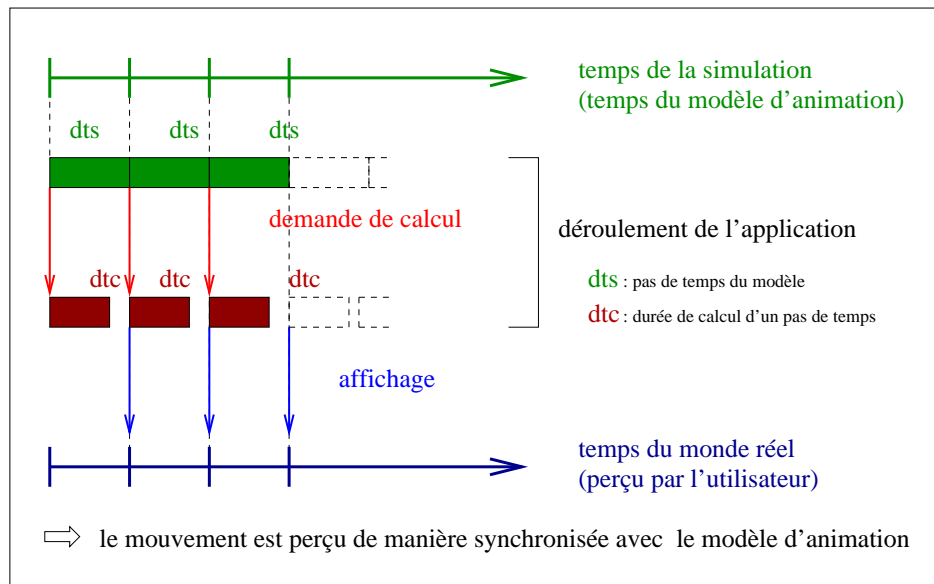 temps de la simulation
(temps du modèle d'animation)
dts dts dts
demande de calcul
déroulement de l'application
dtc dtc dtc
dts : pas de temps du modèle
dtc : durée de calcul d'un pas de temps
affichage
temps du monde réel
(perçu par l'utilisateur)
le mouvement est perçu de manière synchronisée avec le modèle d'animation